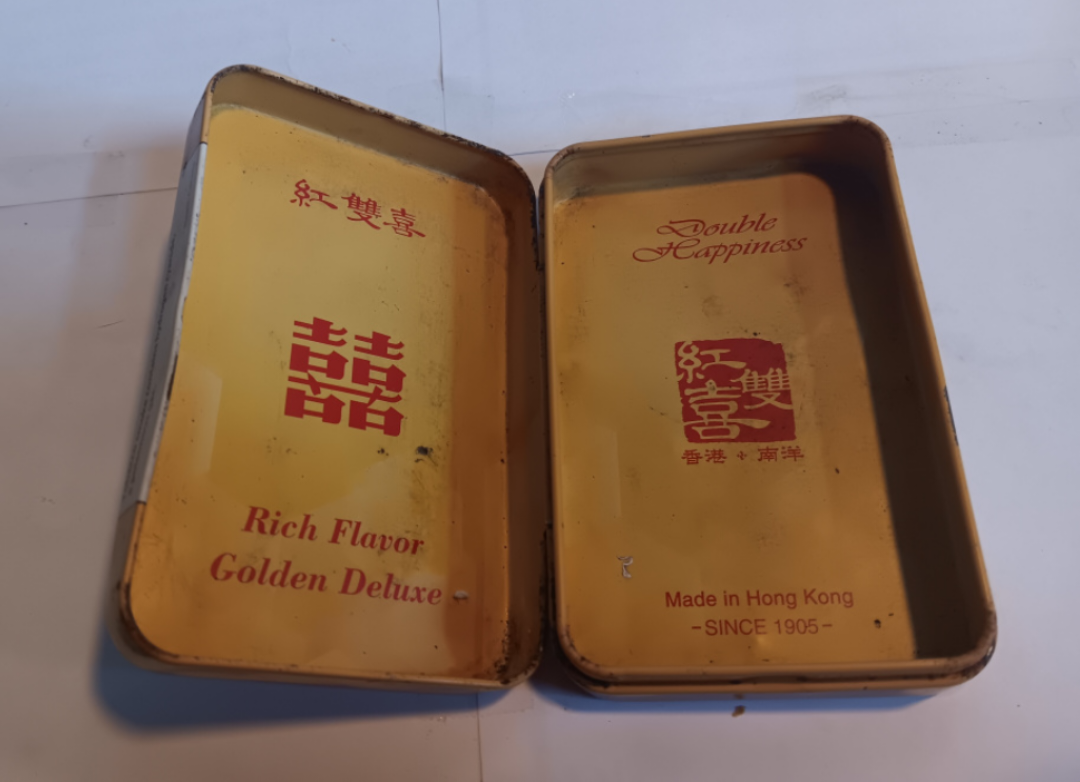 紅雙喜
囍
Rich Flavor
Golden Deluxe
Double
Happiness
紅雙
喜
香港 南洋
Made in Hong Kong
-SINCE 1905-